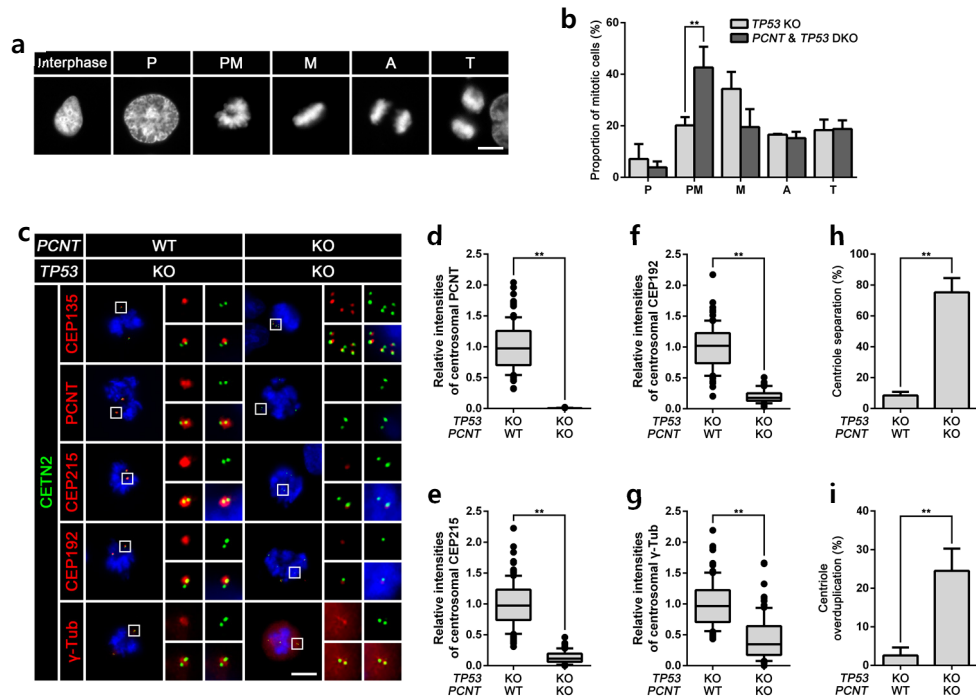 a
Interphase P PM M A T
b
Proportion of mitotic cells (%)
60
40
20
0
**
TP53 KO
PCNT & TP53 DKO
P PM M A T
c
PCNT WT KO
TP53 KO KO
CETN2
CEP135
PCNT
CEP215
CEP192
γ-Tub
d
Relative intensities
of centrosomal PCNT
2.5
2.0
1.5
1.0
0.5
0.0
**
TP53 KO KO
PCNT WT KO
f
Relative intensities
of centrosomal CEP192
2.5
2.0
1.5
1.0
0.5
0.0
**
TP53 KO KO
PCNT WT KO
h
Centriole separation (%)
100
80
60
40
20
0
**
TP53 KO KO
PCNT WT KO
e
Relative intensities
of centrosomal CEP215
2.5
2.0
1.5
1.0
0.5
0.0
**
TP53 KO KO
PCNT WT KO
g
Relative intensities
of centrosomal γ-Tub
2.5
2.0
1.5
1.0
0.5
0.0
**
TP53 KO KO
PCNT WT KO
i
Centriole
overduplication (%)
40
30
20
10
0
**
TP53 KO KO
PCNT WT KO